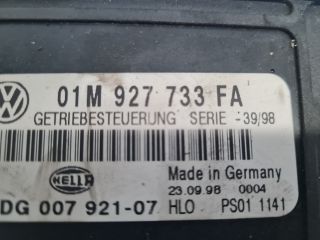 01M 927 733 FA
GETRIEBESTEUERUNG SERIE -39/98
Made in Germany
HELLA 23.09.98 0004
DG 007 921-07 HLO PS01 1141